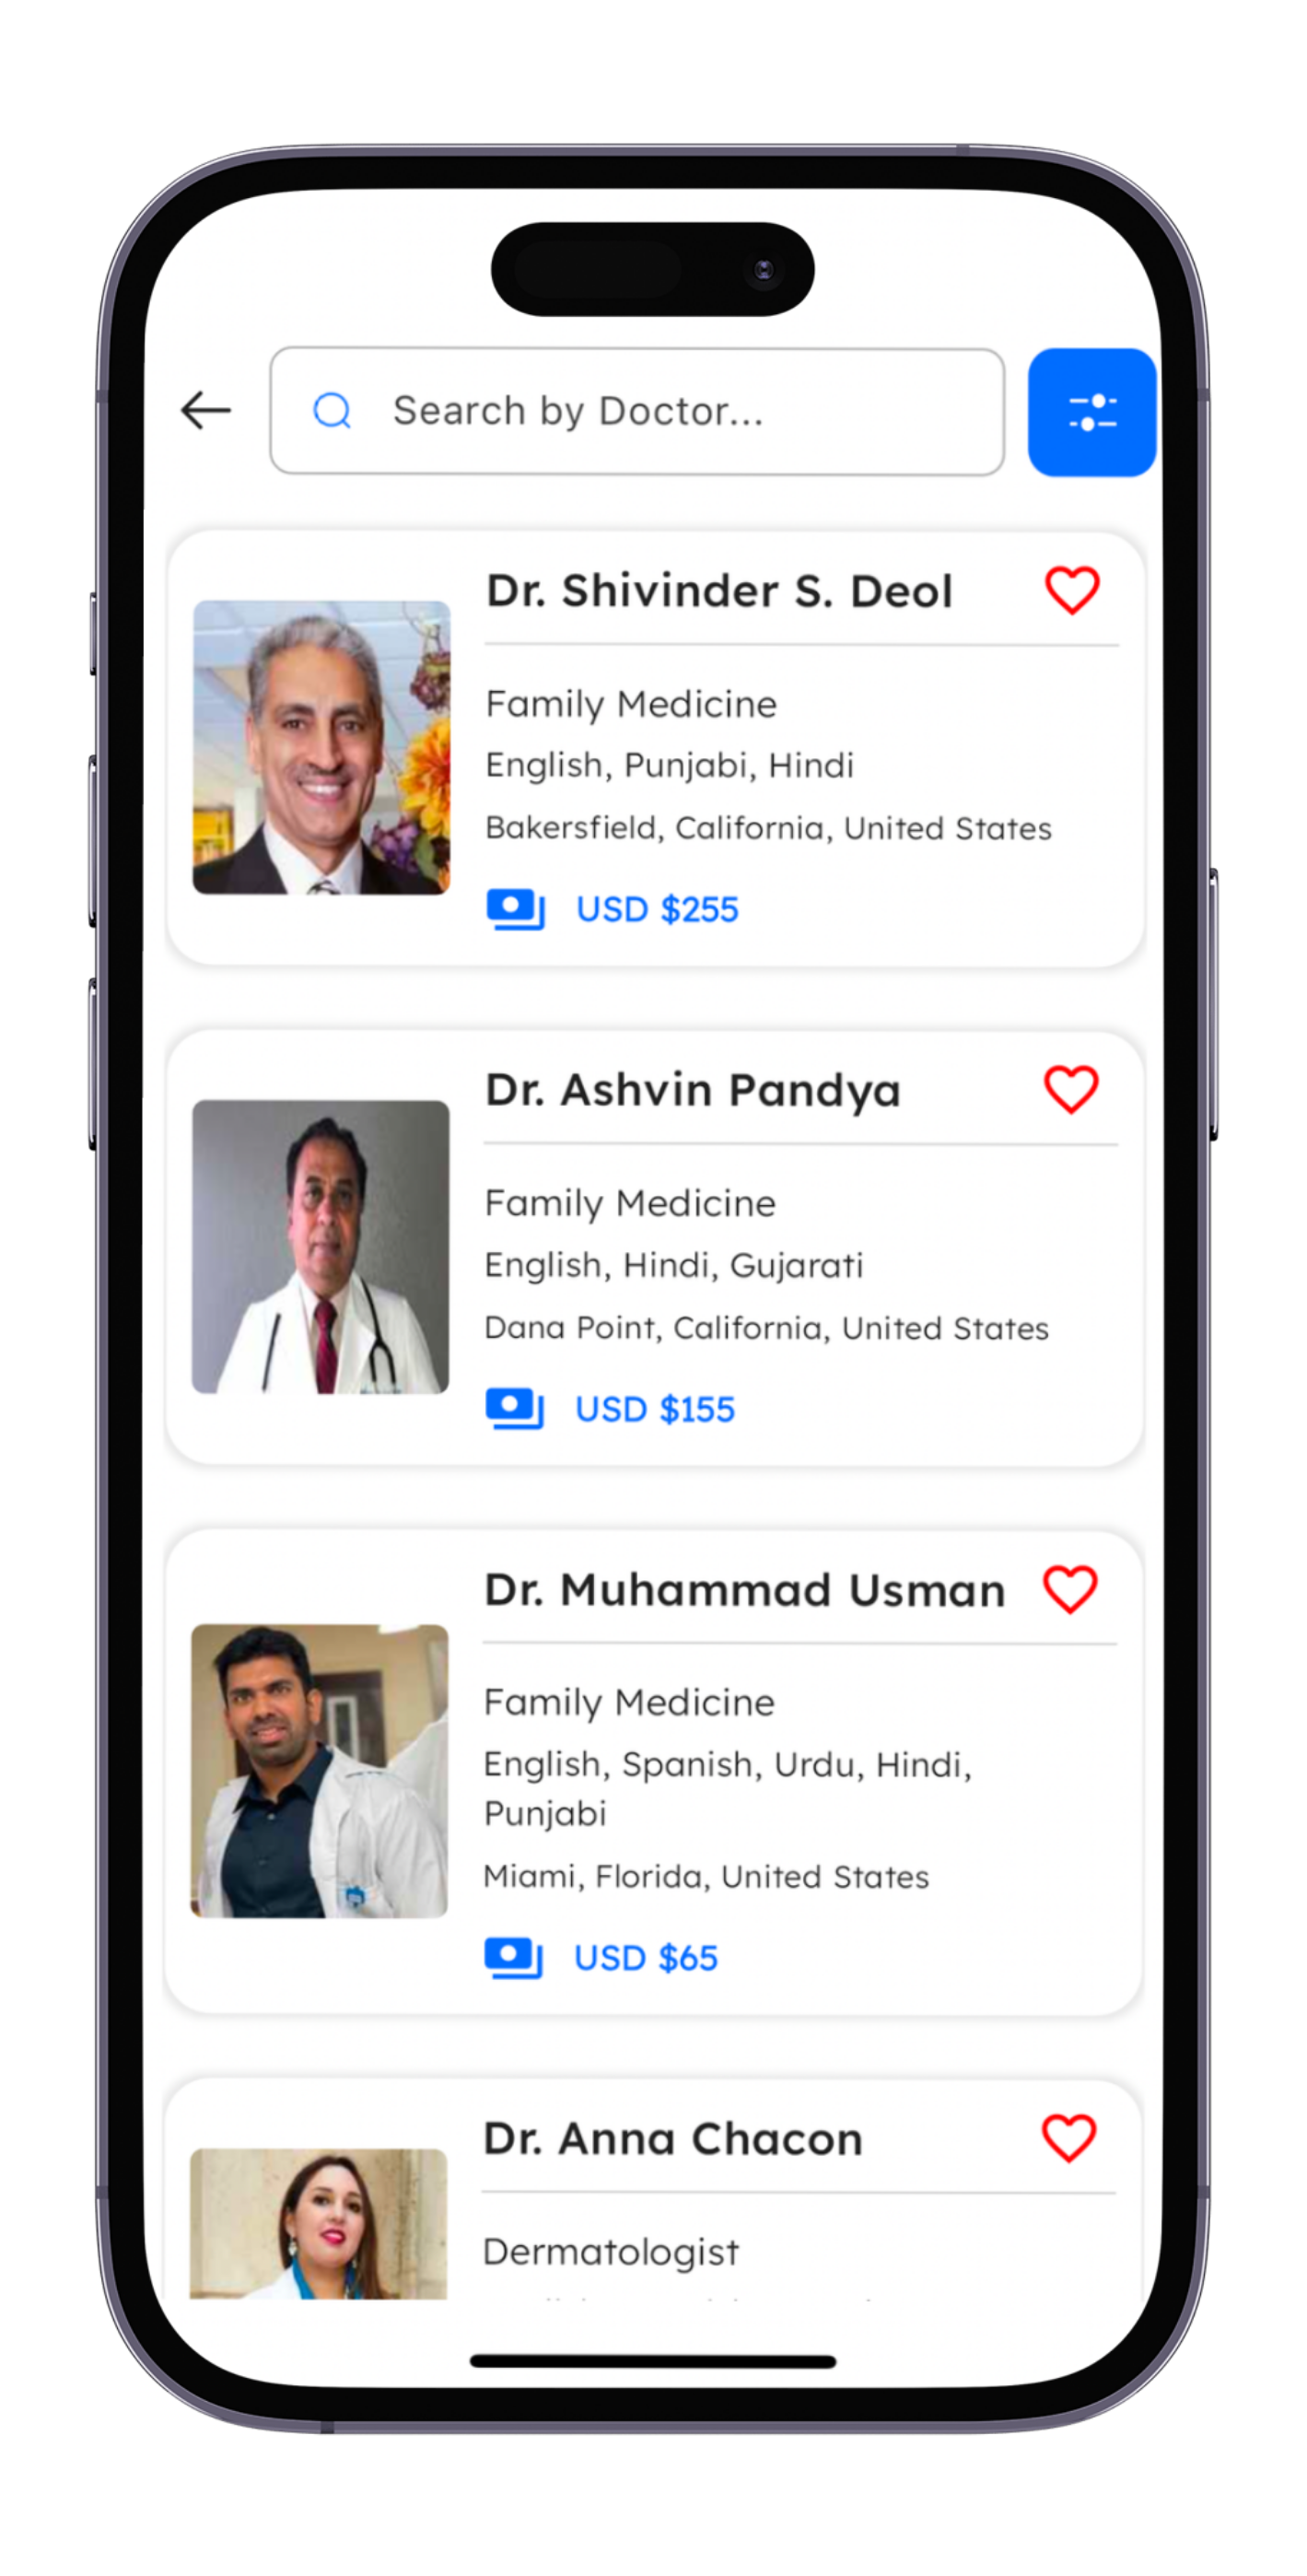 Search by Doctor...
Dr. Shivinder S. Deol
Family Medicine
English, Punjabi, Hindi
Bakersfield, California, United States
USD $255
Dr. Ashvin Pandya
Family Medicine
English, Hindi, Gujarati
Dana Point, California, United States
USD $155
Dr. Muhammad Usman
Family Medicine
English, Spanish, Urdu, Hindi,
Punjabi
Miami, Florida, United States
USD $65
Dr. Anna Chacon
Dermatologist